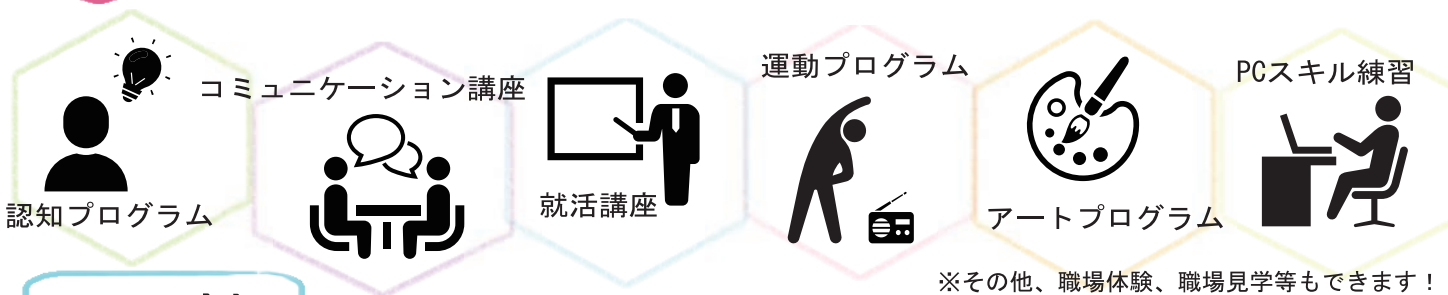 認知プログラム
コミュニケーション講座
就活講座
運動プログラム
アートプログラム
PCスキル練習
※その他、職場体験、職場見学等もできます!